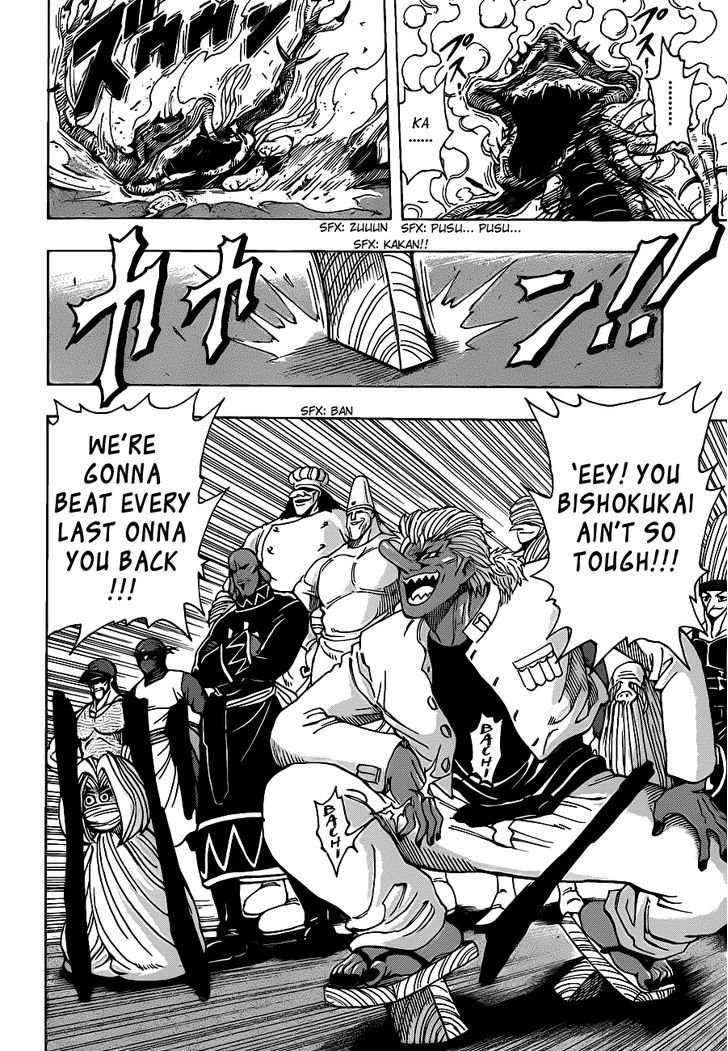 プス!
プス!
KA
........
ズウウン
SFX: ZUUUN
SFX: PUSU... PUSU...
SFX: KAKAN!!
カカン!!
SFX: BAN
'EEY! YOU
BISHOKUKAI
AIN'T SO
TOUGH!!!
WE'RE
GONNA
BEAT EVERY
LAST ONNA
YOU BACK
!!!
BACHI
BACHI